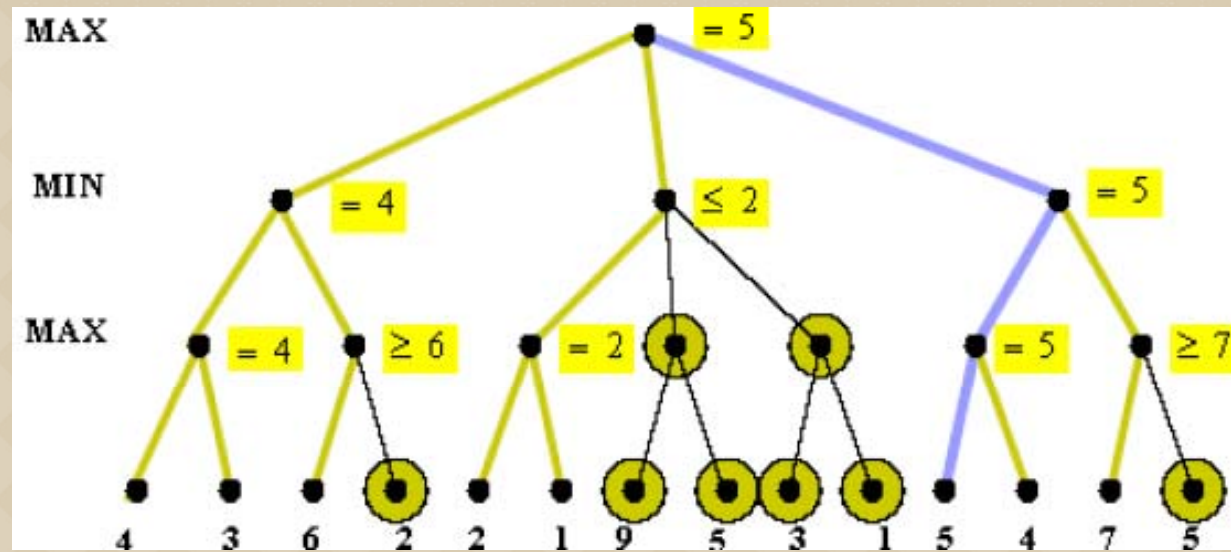 MAX = 5
MIN = 4 ≤ 2 = 5
MAX = 4 ≥ 6 = 2 = 5 ≥ 7
4 3 6 2 2 1 9 5 3 1 5 4 7 5